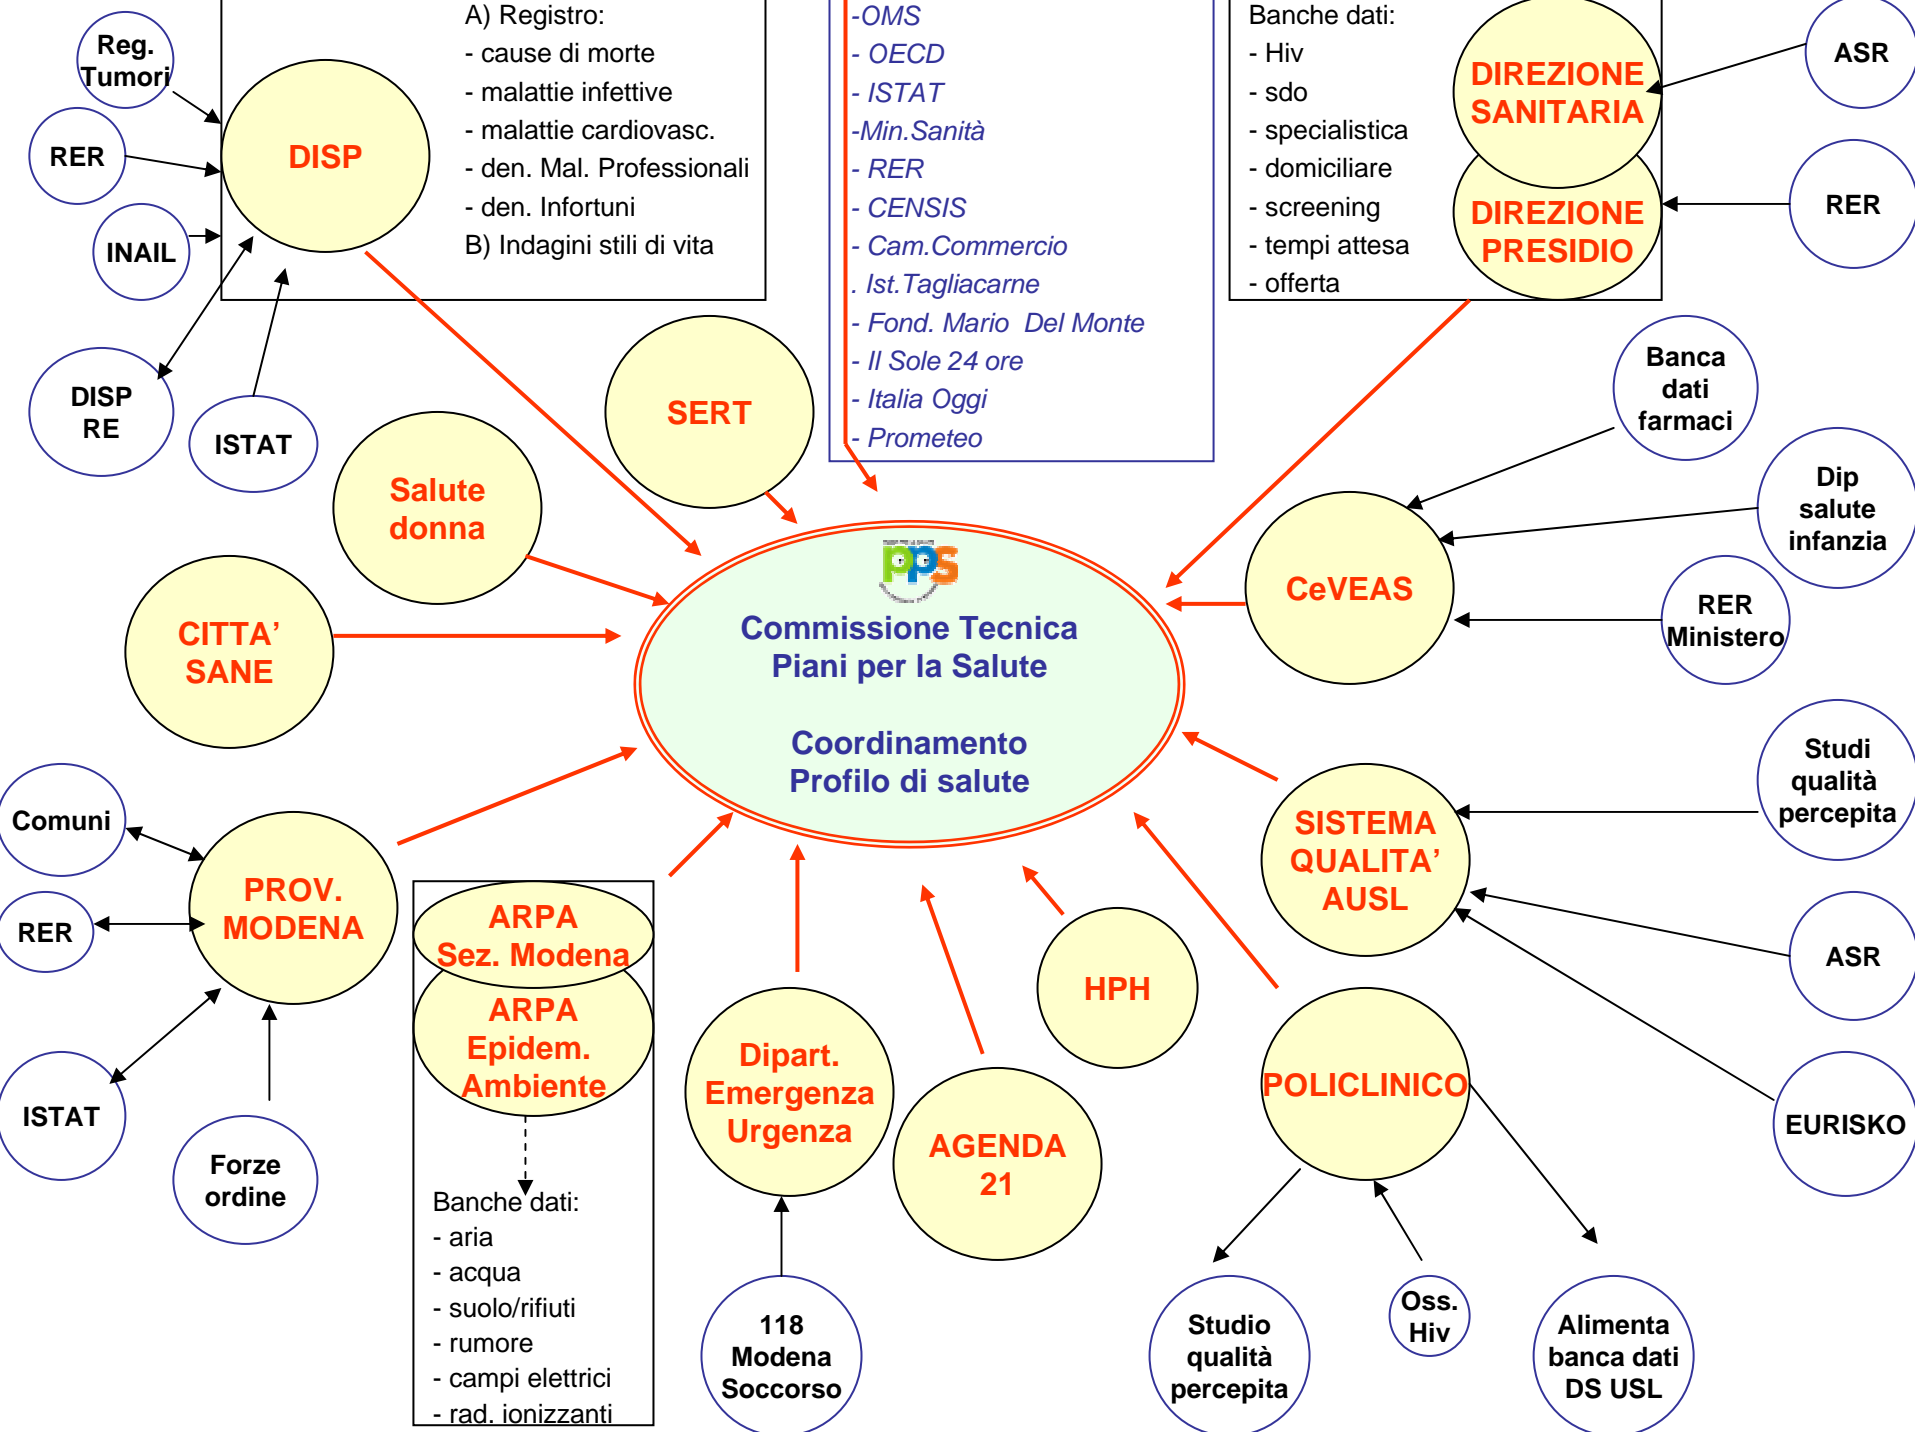 Reg.
Tumori
RER
INAIL
DISP
RE
ISTAT
DISP
A) Registro:
- cause di morte
- malattie infettive
- malattie cardiovasc.
- den. Mal. Professionali
- den. Infortuni
B) Indagini stili di vita
-OMS
- OECD
- ISTAT
-Min.Sanità
- RER
- CENSIS
- Cam.Commercio
. Ist.Tagliacarne
- Fond. Mario  Del Monte
- Il Sole 24 ore
- Italia Oggi
- Prometeo
Banche dati:
- Hiv
- sdo
- specialistica
- domiciliare
- screening
- tempi attesa
- offerta
DIREZIONE
SANITARIA
DIREZIONE
PRESIDIO
ASR
RER
SERT
Salute
donna
CITTA’
SANE
Banca
dati
farmaci
Dip
salute
infanzia
RER
Ministero
CeVEAS
pps
Commissione Tecnica
Piani per la Salute
Coordinamento
Profilo di salute
Comuni
RER
ISTAT
Forze
ordine
PROV.
MODENA
ARPA
Sez. Modena
ARPA
Epidem.
Ambiente
Banche dati:
- aria
- acqua
- suolo/rifiuti
- rumore
- campi elettrici
- rad. ionizzanti
Dipart.
Emergenza
Urgenza
118
Modena
Soccorso
AGENDA
21
HPH
SISTEMA
QUALITA’
AUSL
Studi
qualità
percepita
ASR
EURISKO
POLICLINICO
Studio
qualità
percepita
Oss.
Hiv
Alimenta
banca dati
DS USL